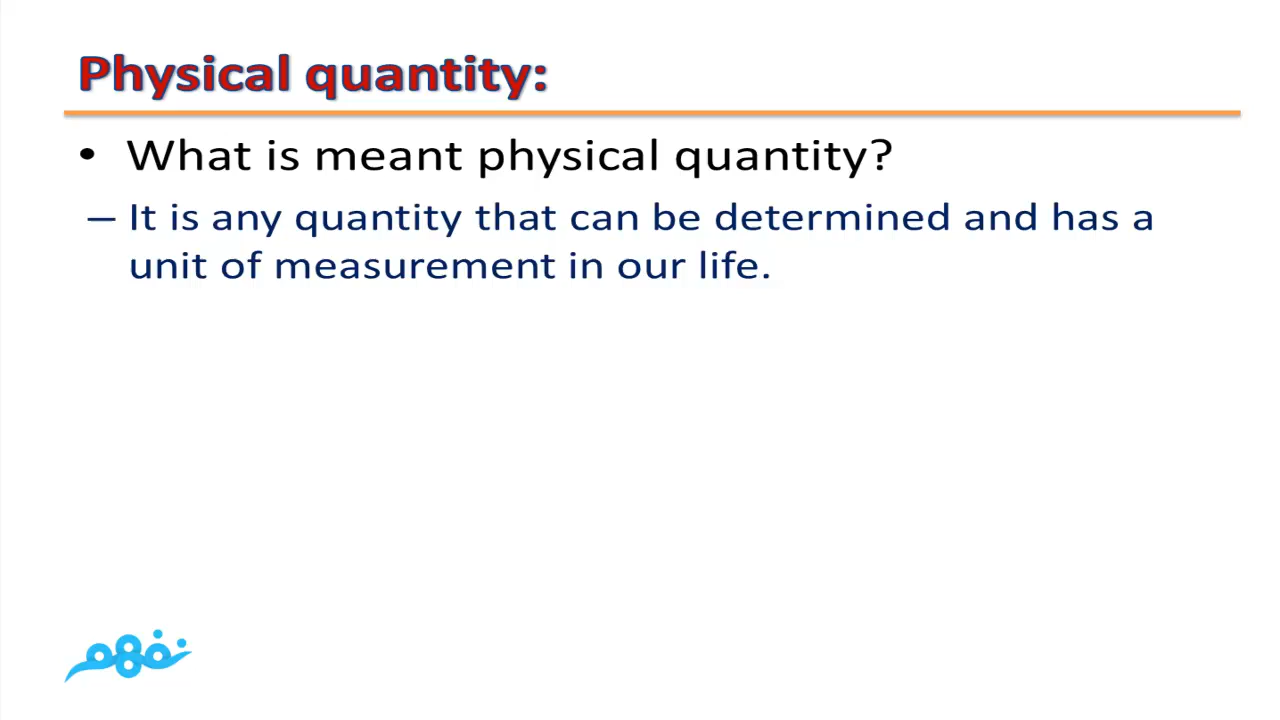 Physical quantity:
• What is meant physical quantity?
– It is any quantity that can be determined and has a
unit of measurement in our life.
نفهم